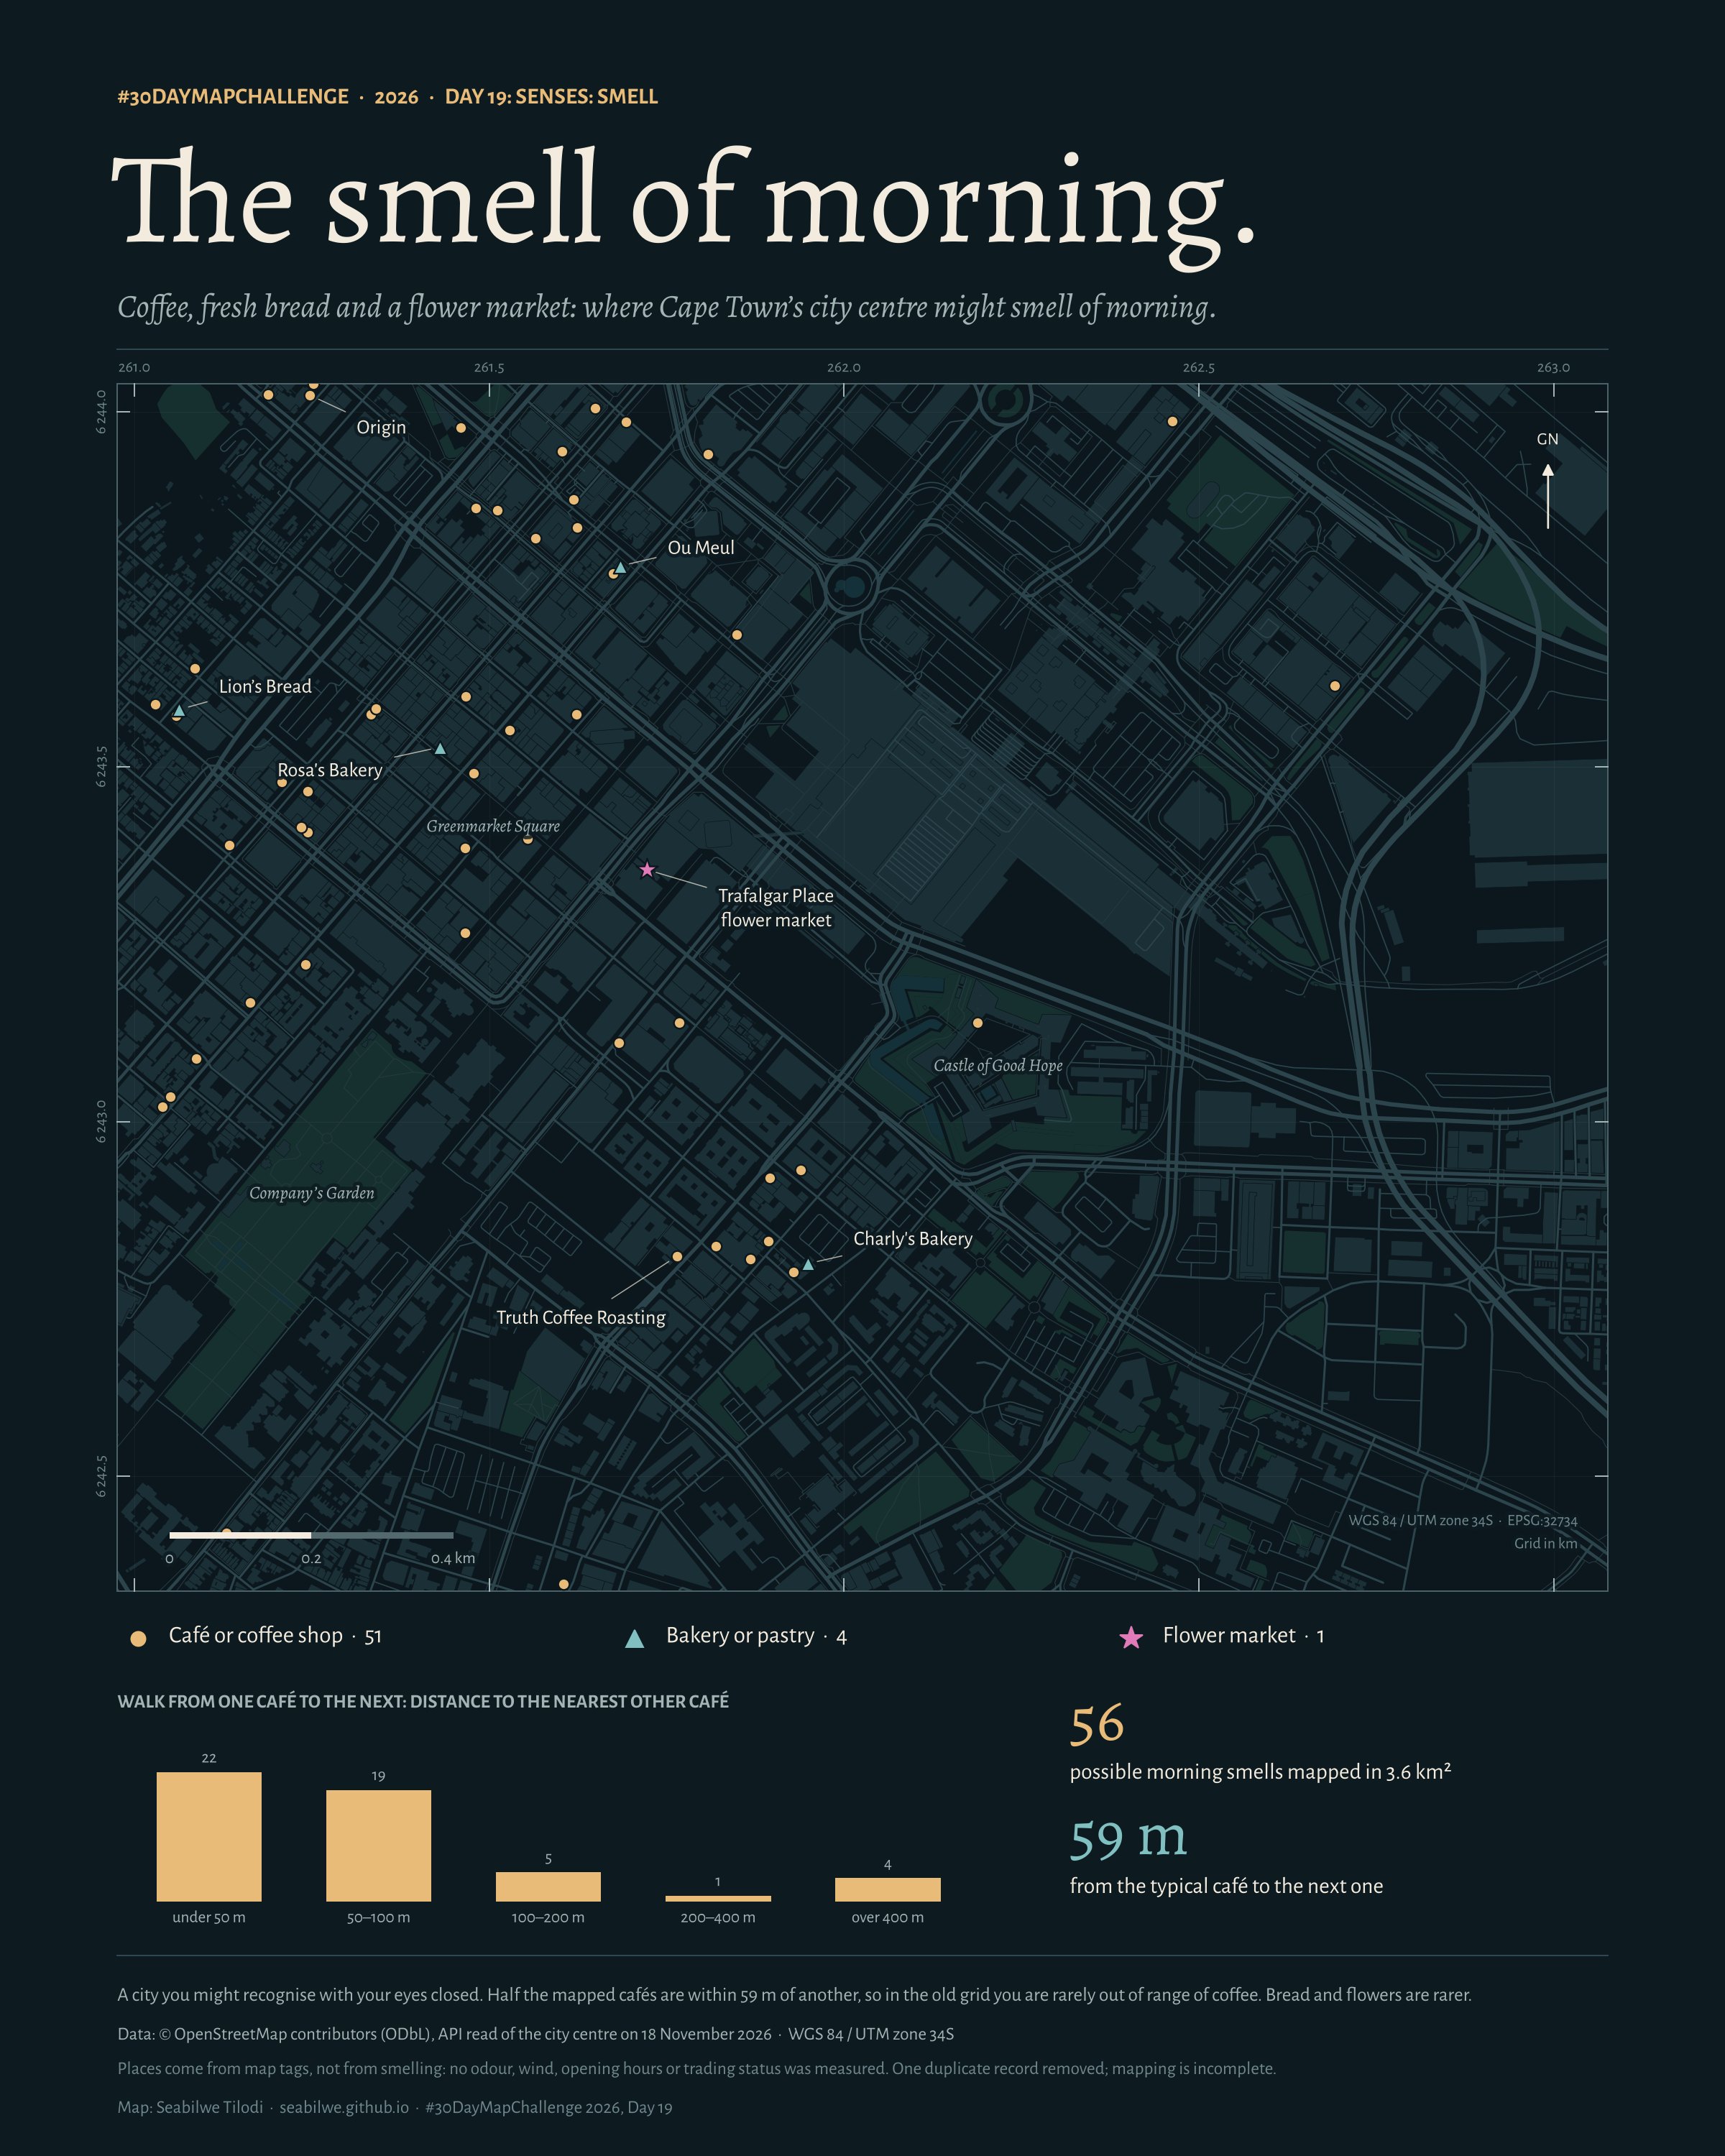 #30DAYMAPCHALLENGE · 2026 · DAY 19: SENSES: SMELL
The smell of morning.
Coffee, fresh bread and a flower market: where Cape Town’s city centre might smell of morning.
261.0 261.5 262.0 262.5 263.0
6 244.0
Origin
GN
Ou Meul
Lion’s Bread
6 243.5
Rosa's Bakery
Greenmarket Square
Trafalgar Place
flower market
Castle of Good Hope
6 243.0
Company’s Garden
Charly's Bakery
Truth Coffee Roasting
6 242.5
WGS 84 / UTM zone 34S · EPSG:32734
Grid in km
0 0.2 0.4 km
Café or coffee shop · 51
Bakery or pastry · 4
Flower market · 1
WALK FROM ONE CAFÉ TO THE NEXT: DISTANCE TO THE NEAREST OTHER CAFÉ
22 19 5 1 4
under 50 m 50–100 m 100–200 m 200–400 m over 400 m
56
possible morning smells mapped in 3.6 km²
59 m
from the typical café to the next one
A city you might recognise with your eyes closed. Half the mapped cafés are within 59 m of another, so in the old grid you are rarely out of range of coffee. Bread and flowers are rarer.
Data: © OpenStreetMap contributors (ODbL), API read of the city centre on 18 November 2026 · WGS 84 / UTM zone 34S
Places come from map tags, not from smelling: no odour, wind, opening hours or trading status was measured. One duplicate record removed; mapping is incomplete.
Map: Seabilwe Tilodi · seabilwe.github.io · #30DayMapChallenge 2026, Day 19